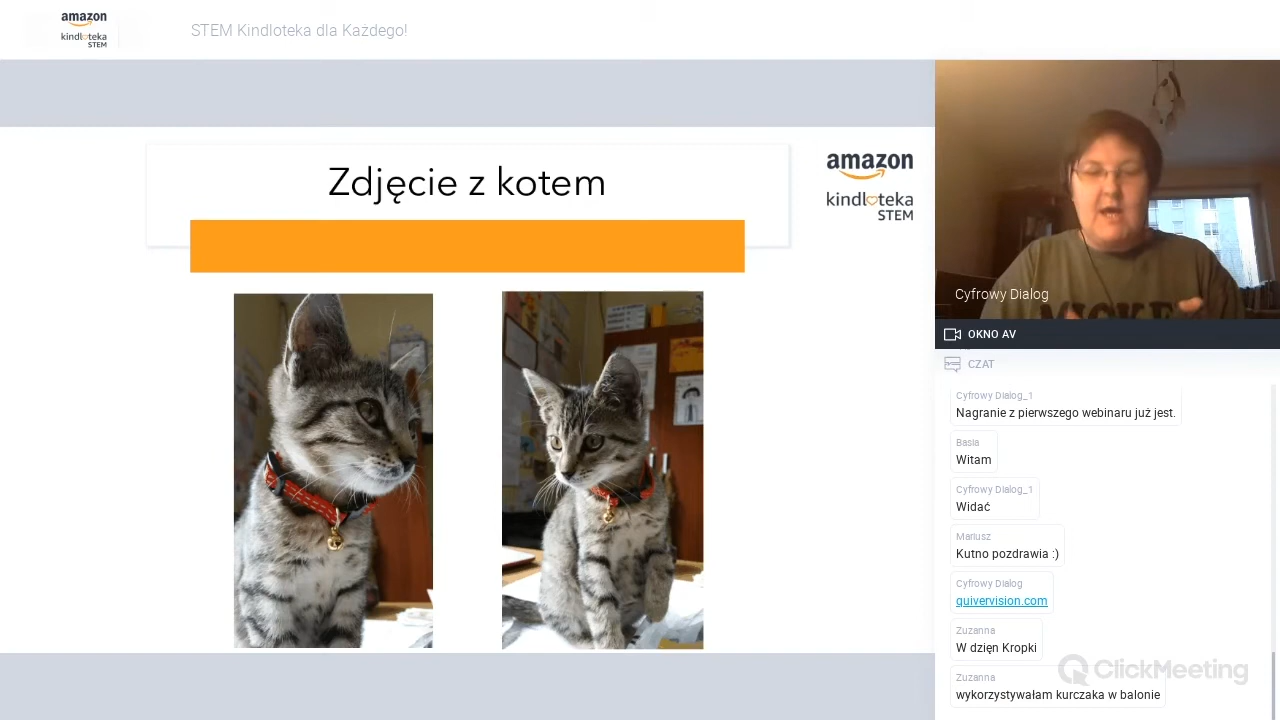 amazon
kindloteka
STEM
STEM Kindloteka dla Każdego!
Zdjęcie z kotem
amazon
kindloteka
STEM
Cyfrowy Dialog
OKNO AV
CZAT
Cyfrowy Dialog_1
Nagranie z pierwszego webinaru już jest.
Basia
Witam
Cyfrowy Dialog_1
Widać
Mariusz
Kutno pozdrawia :)
Cyfrowy Dialog
quivervision.com
Zuzanna
W dzięn Kropki
ClickMeeting
Zuzanna
wykorzystywałam kurczaka w balonie